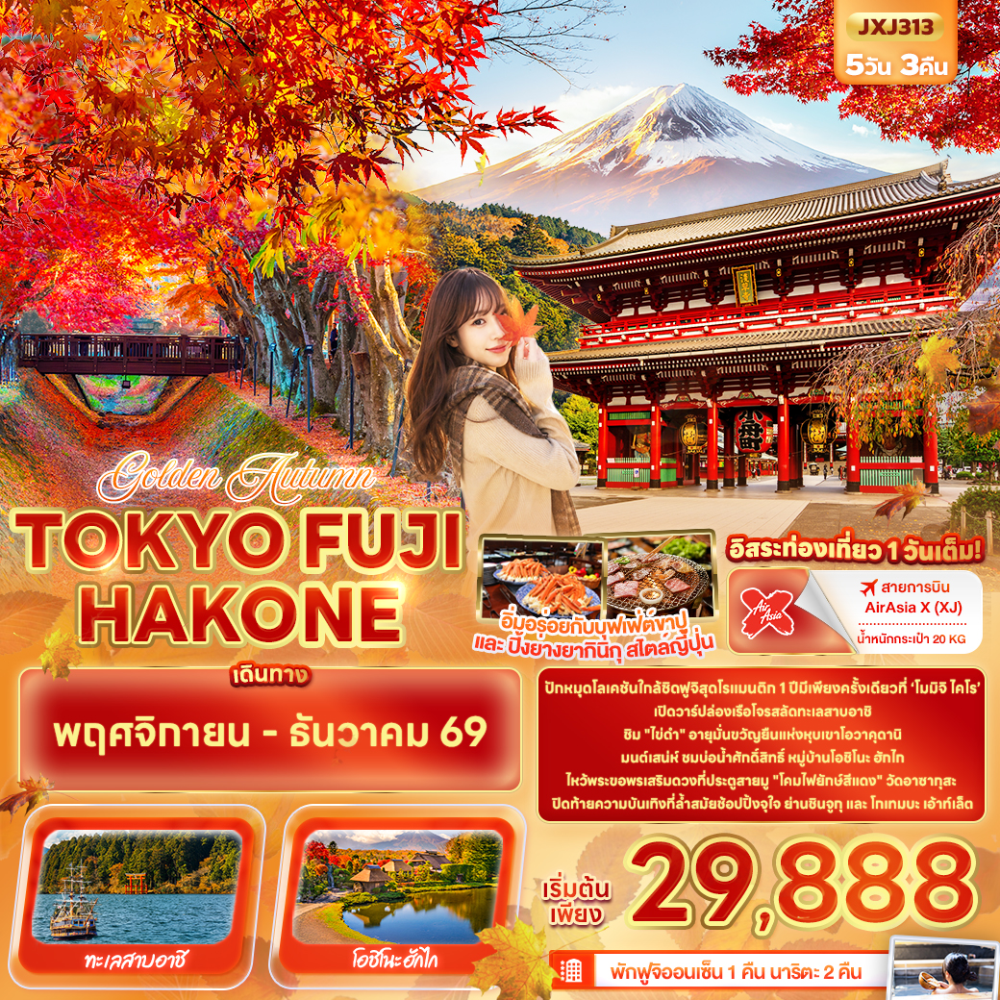 JXJ313
5วัน 3คืน
小舟町
Golden Autumn
TOKYO FUJI
HAKONE
อิ่มอร่อยกับบุฟเฟ่ต์ขาปู
และ ปิ้งย่างยากินิกุ สไตล์ญี่ปุ่น
อิสระท่องเที่ยว 1 วันเต็ม!
AirAsia X
สายการบิน
AirAsia X (XJ)
น้ำหนักกระเป๋า 20 KG
เดินทาง
พฤศจิกายน - ธันวาคม 69
ปักหมุดโลเคชันใกล้ชิดฟูจิสุดโรแมนติก 1 ปีมีเพียงครั้งเดียวที่ ‘โมมิจิ ไคโร’
เปิดวาร์ปล่องเรือโจรสลัดทะเลสาบอาชิ
ชิม "ไข่ดำ" อายุมั่นขวัญยืนแห่งหุบเขาโอวาคุดานิ
มนต์เสน่ห์ ชมบ่อน้ำศักดิ์สิทธิ์ หมู่บ้านโอชิโนะ ฮักไก
ไหว้พระขอพรเสริมดวงที่ประตูสายมู "โคมไฟยักษ์สีแดง" วัดอาซากุสะ
ปิดท้ายความบันเทิงที่ล้ำสมัยช้อปปิ้งจุใจ ย่านชินจูกุ และ โกเทมบะ เอ้าท์เล็ต
ทะเลสาบอาชิ
โอชิโนะฮักไก
เริ่มต้น
เพียง
29,888
พักฟูจิออนเซ็น 1 คืน นาริตะ 2 คืน